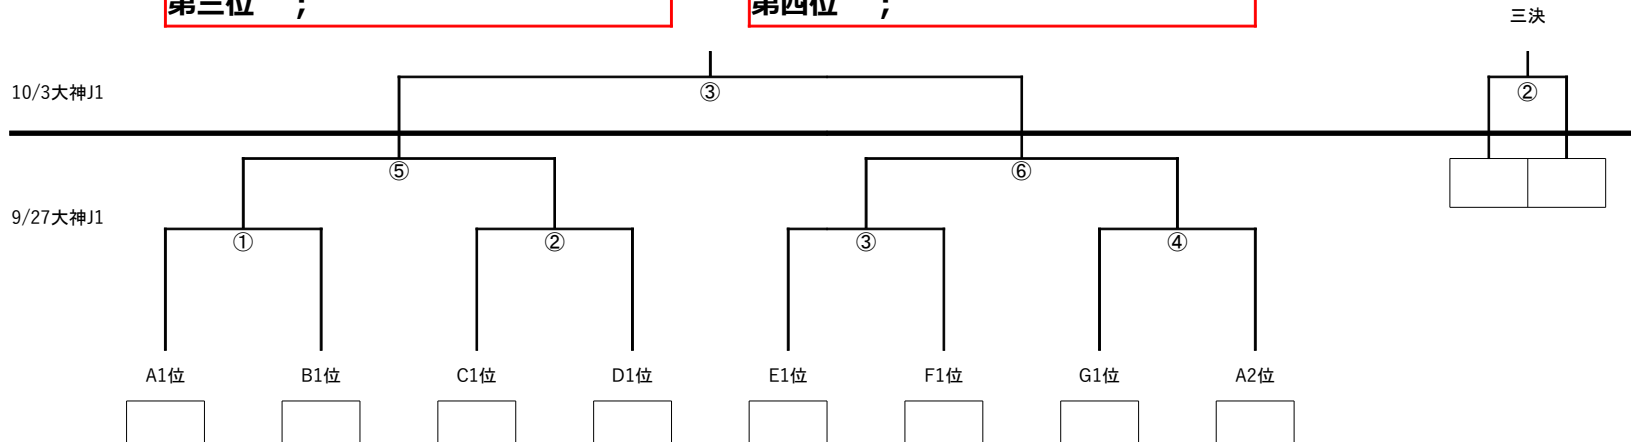 第三位 ;
第四位 ;
三決
10/3大神J1
③
②
⑤
⑥
9/27大神J1
①
②
③
④
A1位
B1位
C1位
D1位
E1位
F1位
G1位
A2位